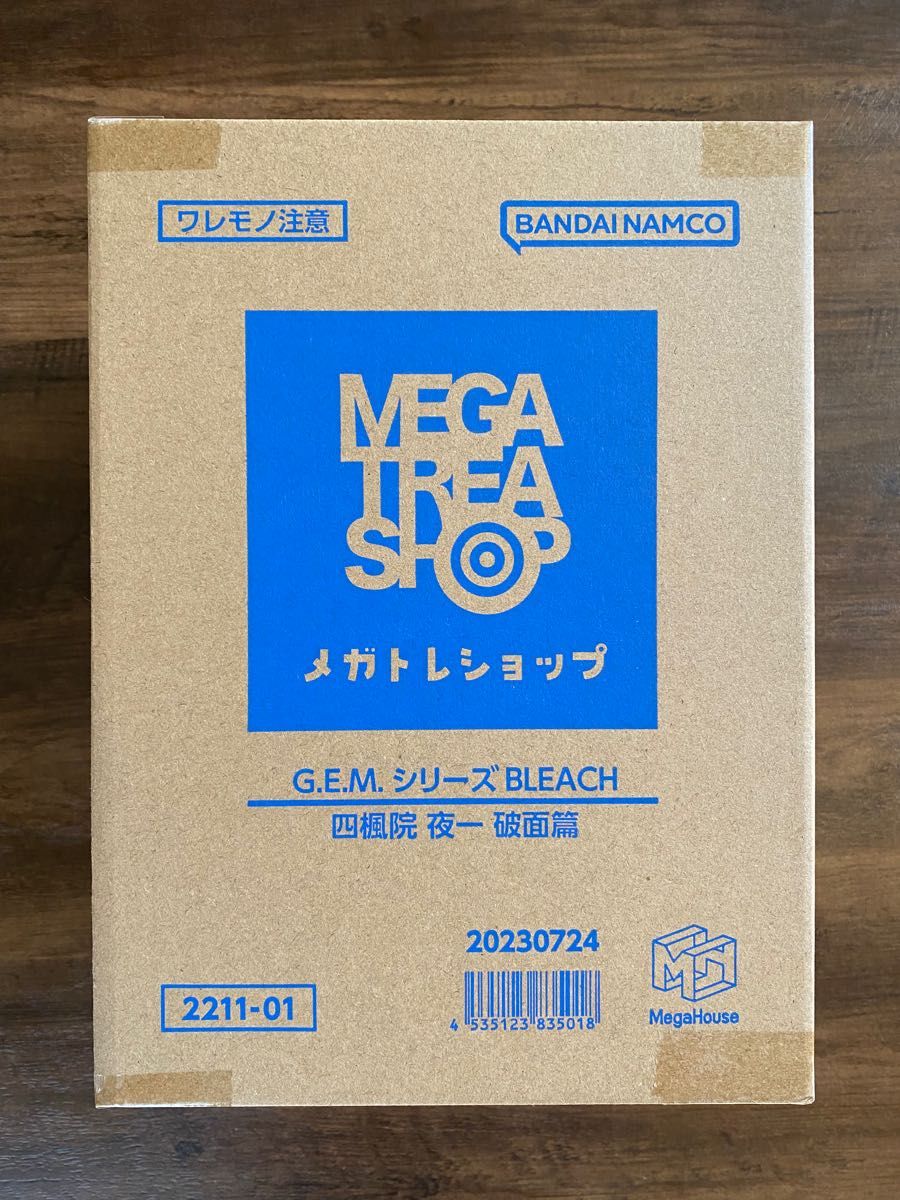 ワレモノ注意
BANDAI NAMCO
MEGA
TREA
SHOP
メガトレショップ
G.E.M. シリーズ BLEACH
四楓院 夜一 破面篇
20230724
2211-01
4 535123 835018
MegaHouse